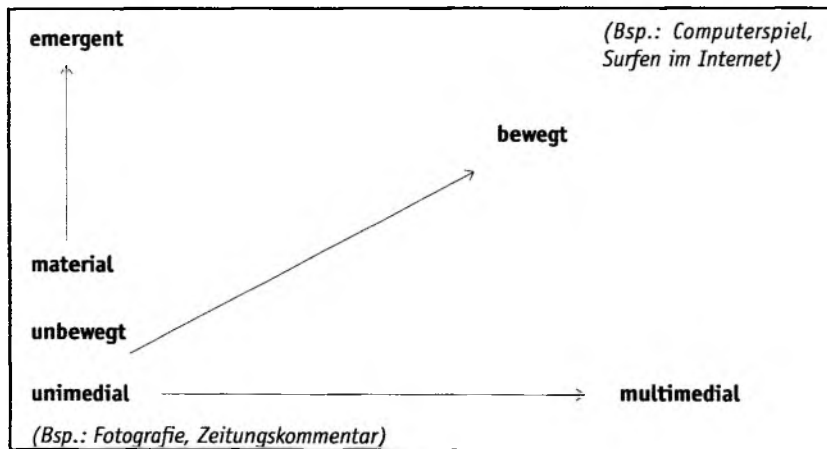 emergent
(Bsp.: Computerspiel,
Surfen im Internet)
bewegt
material
unbewegt
unimedial
multimedial
(Bsp.: Fotografie, Zeitungskommentar)